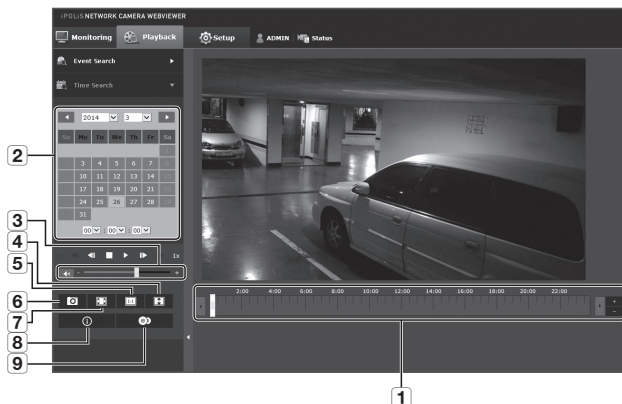 iPOLiS NETWORK CAMERA WEBVIEWER
Monitoring Playback Setup ADMIN Status
Event Search
Time Search
2014 3
Su Mo Tu We Th Fr Sa
3 4 5 6 7
10 11 12 13 14
17 18 19 20 21
24 25 26 27 28
31
00 : 00 : 00
1x
- +
1:1
2:00 4:00 6:00 8:00 10:00 12:00 14:00 16:00 18:00 20:00 22:00
+
-
2
3
4
5
6
7
8
9
1